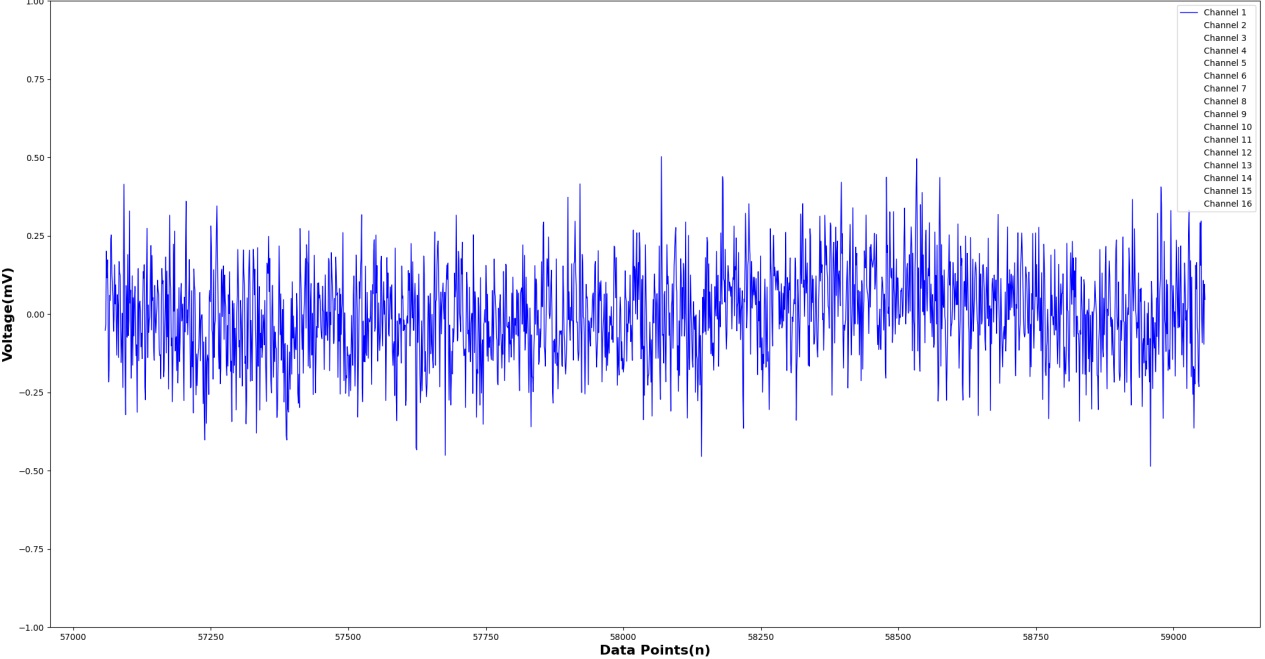 1.00
0.75
0.50
0.25
0.00
−0.25
−0.50
−0.75
−1.00
Voltage(mV)
57000 57250 57500 57750 58000 58250 58500 58750 59000
Data Points(n)
Channel 1
Channel 2
Channel 3
Channel 4
Channel 5
Channel 6
Channel 7
Channel 8
Channel 9
Channel 10
Channel 11
Channel 12
Channel 13
Channel 14
Channel 15
Channel 16